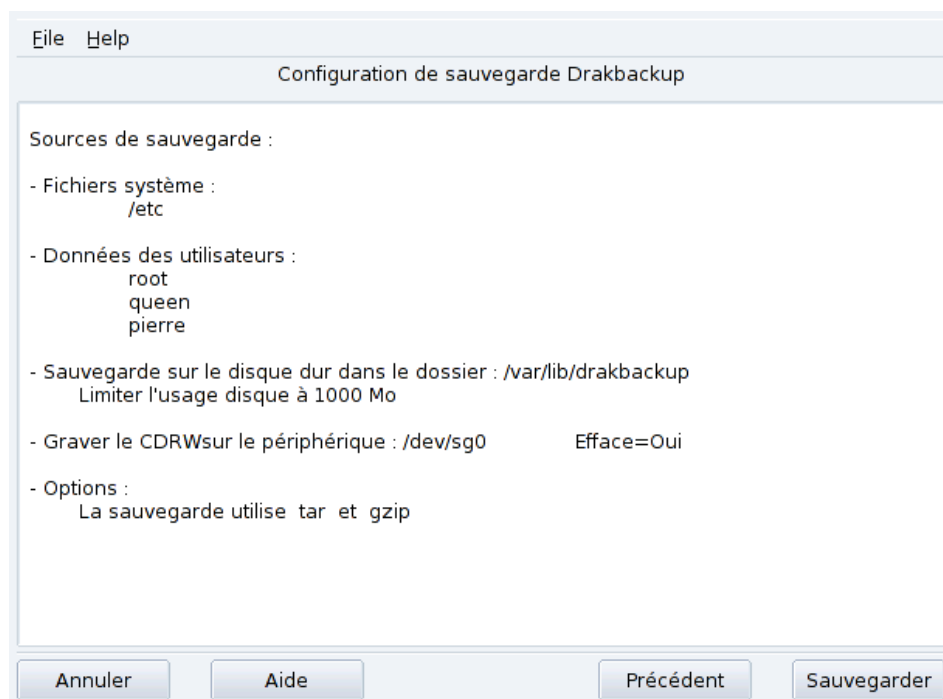 File Help
Configuration de sauvegarde Drakbackup
Sources de sauvegarde :
- Fichiers système :
/etc
- Données des utilisateurs :
root
queen
pierre
- Sauvegarde sur le disque dur dans le dossier : /var/lib/drakbackup
Limiter l'usage disque à 1000 Mo
- Graver le CDRWsur le périphérique : /dev/sg0 Efface=Oui
- Options :
La sauvegarde utilise tar et gzip
Annuler Aide Précédent Sauvegarder